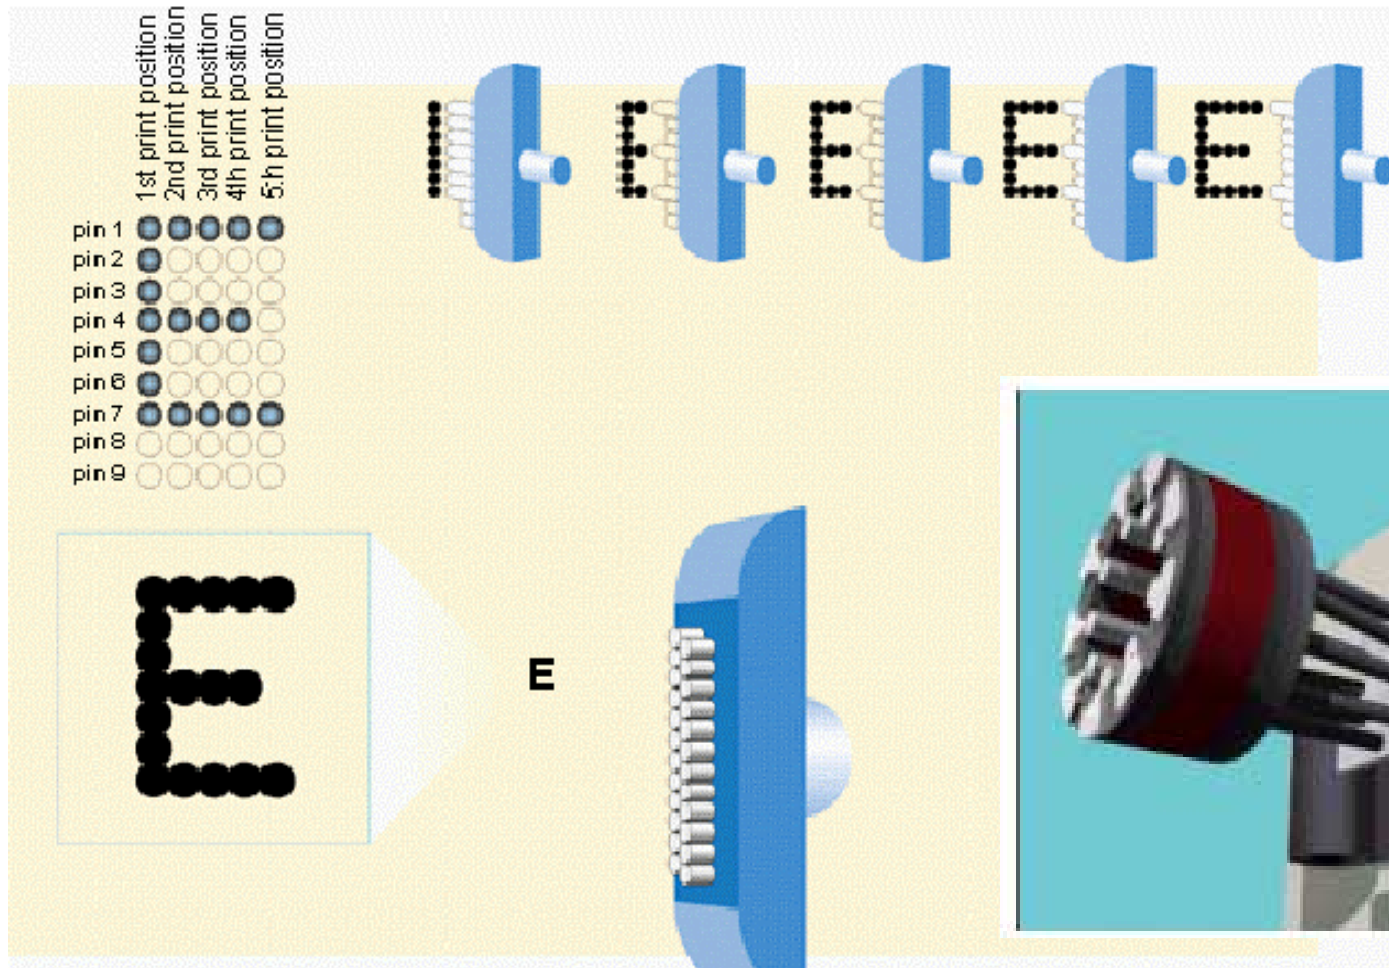 1st print position
2nd print position
3rd print position
4th print position
5.h print position
pin 1
pin 2
pin 3
pin 4
pin 5
pin 6
pin 7
pin 8
pin 9
E